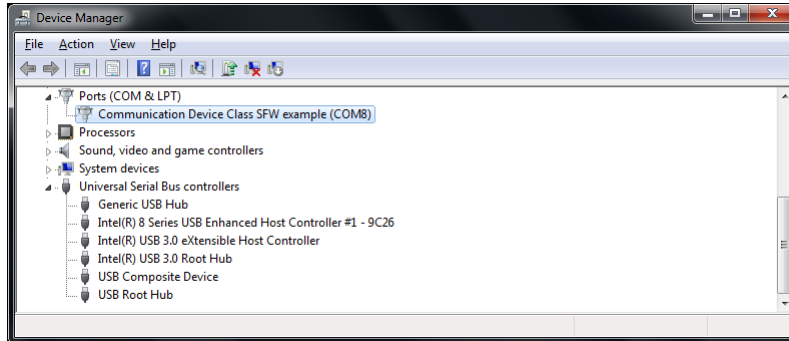 Device Manager
File Action View Help
Ports (COM & LPT)
Communication Device Class SFW example (COM8)
Processors
Sound, video and game controllers
System devices
Universal Serial Bus controllers
Generic USB Hub
Intel(R) 8 Series USB Enhanced Host Controller #1 - 9C26
Intel(R) USB 3.0 eXtensible Host Controller
Intel(R) USB 3.0 Root Hub
USB Composite Device
USB Root Hub